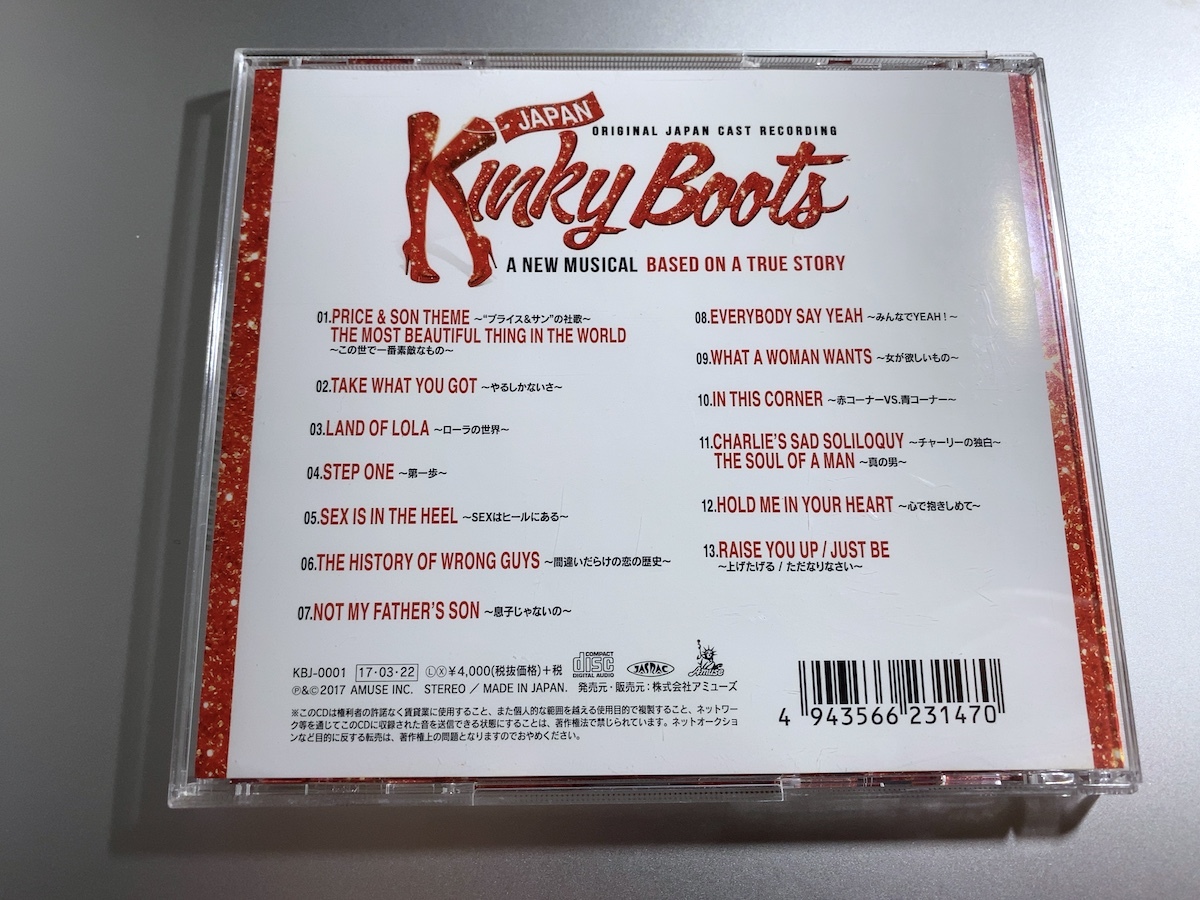 JAPAN
ORIGINAL JAPAN CAST RECORDING
Kinky Boots
A NEW MUSICAL BASED ON A TRUE STORY
01.PRICE & SON THEME 〜"プライス&サン"の社歌〜
THE MOST BEAUTIFUL THING IN THE WORLD
〜この世で一番素敵なもの〜
02.TAKE WHAT YOU GOT 〜やるしかないさ〜
03.LAND OF LOLA 〜ローラの世界〜
04.STEP ONE 〜第一歩〜
05.SEX IS IN THE HEEL 〜SEXはヒールにある〜
06.THE HISTORY OF WRONG GUYS 〜間違いだらけの恋の歴史〜
07.NOT MY FATHER'S SON 〜息子じゃないの〜
08.EVERYBODY SAY YEAH 〜みんなでYEAH！〜
09.WHAT A WOMAN WANTS 〜女が欲しいもの〜
10.IN THIS CORNER 〜赤コーナーVS.青コーナー〜
11.CHARLIE'S SAD SOLILOQUY 〜チャーリーの独白〜
THE SOUL OF A MAN 〜真の男〜
12.HOLD ME IN YOUR HEART 〜心で抱きしめて〜
13.RAISE YOU UP / JUST BE
〜上げたげる / ただなりなさい〜
KBJ-0001 17・03・22 ⓁⓍ¥4,000(税抜価格)+税 COMPACT disc DIGITAL AUDIO JASRAC Amuse
℗&©2017 AMUSE INC. STEREO / MADE IN JAPAN. 発売元・販売元：株式会社アミューズ
※このCDは権利者の許諾なく賃貸業に使用すること、また個人的な範囲を越える使用目的で複製すること、ネットワー
ク等を通じてこのCDに収録された音を送信できる状態にすることは、著作権法で禁じられています。ネットオークショ
ンなど目的に反する転売は、著作権上の問題となりますのでおやめください。
4 943566 231470